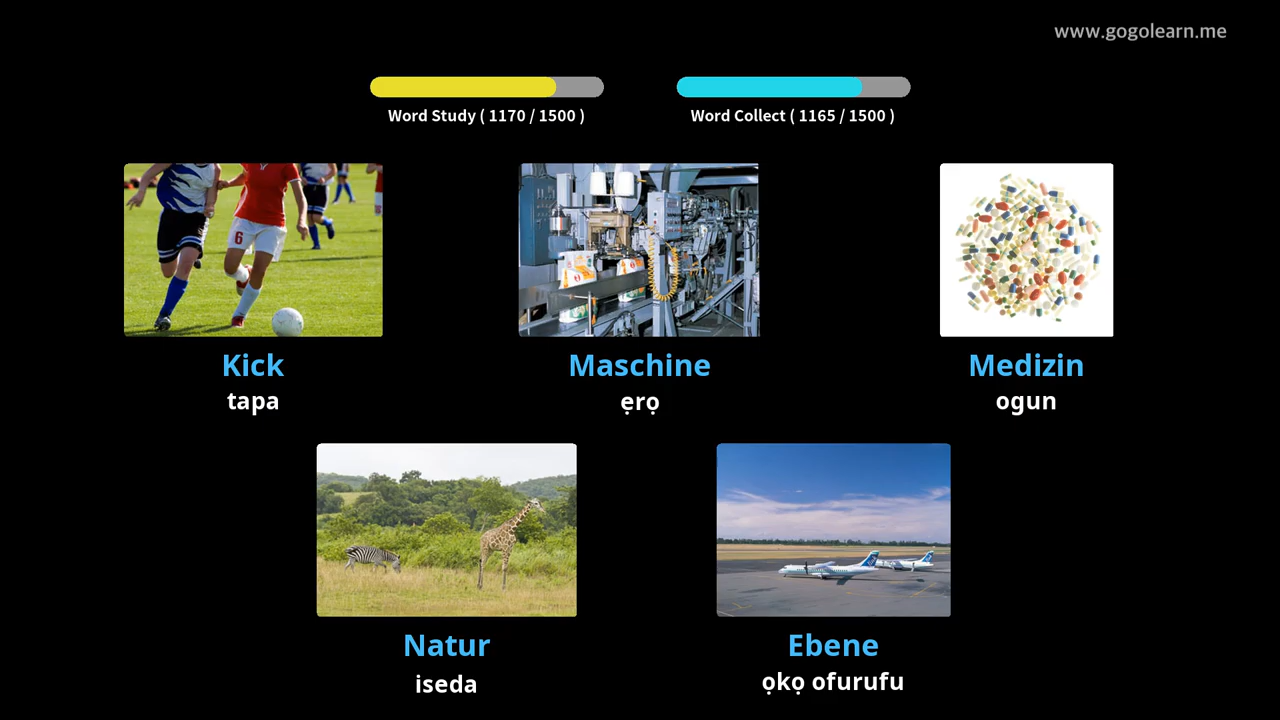 www.gogolearn.me
Word Study ( 1170 / 1500 )
Word Collect ( 1165 / 1500 )
6
Kick
Maschine
Medizin
tapa
ẹrọ
ogun
Natur
Ebene
iseda
ọkọ ofurufu